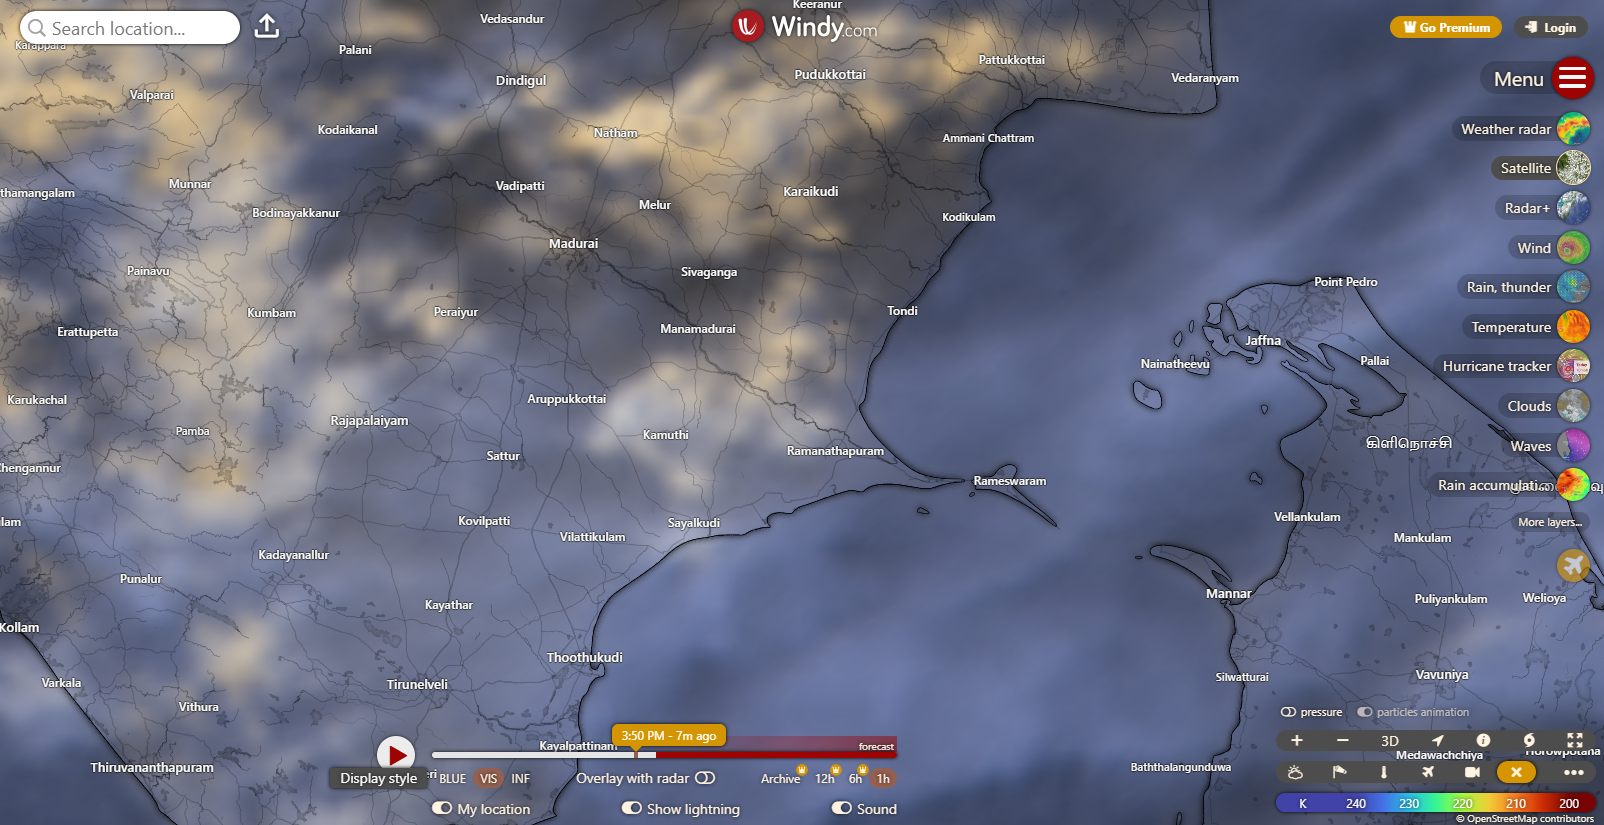 Search location...
Windy.com
Go Premium
Login
Menu
Weather radar
Satellite
Radar+
Wind
Rain, thunder
Temperature
Hurricane tracker
Clouds
Waves
Rain accumulati...
More layers...
Keeranur
Vedasandur
Karappara
Palani
Pattukkottai
Dindigul
Pudukkottai
Vedaranyam
Valparai
Kodaikanal
Natham
Ammani Chattram
Munnar
Vadipatti
Karaikudi
thamangalam
Melur
Bodinayakkanur
Kodikulam
Madurai
Painavu
Sivaganga
Point Pedro
Kumbam
Peraiyur
Tondi
Erattupetta
Manamadurai
Jaffna
Nainatheevu
Pallai
Karukachal
Aruppukkottai
Rajapalaiyam
Pamba
Kamuthi
கிளிநொச்சி
Sattur
Ramanathapuram
Chengannur
Rameswaram
lam
Kovilpatti
Sayalkudi
Vellankulam
Vilattikulam
Mankulam
Kadayanallur
Punalur
Mannar
Puliyankulam
Welioya
Kayathar
Kollam
Thoothukudi
Varkala
Tirunelveli
Silwatturai
Vavuniya
Vithura
Kayalpattinam
Thiruvananthapuram
Baththalangunduwa
Medawachchiya
Horowpotana
3:50 PM - 7m ago
forecast
Display style
eri
BLUE
VIS
INF
Overlay with radar
Archive
12h
6h
1h
My location
Show lightning
Sound
pressure
particles animation
3D
K 240 230 220 210 200
© OpenStreetMap contributors